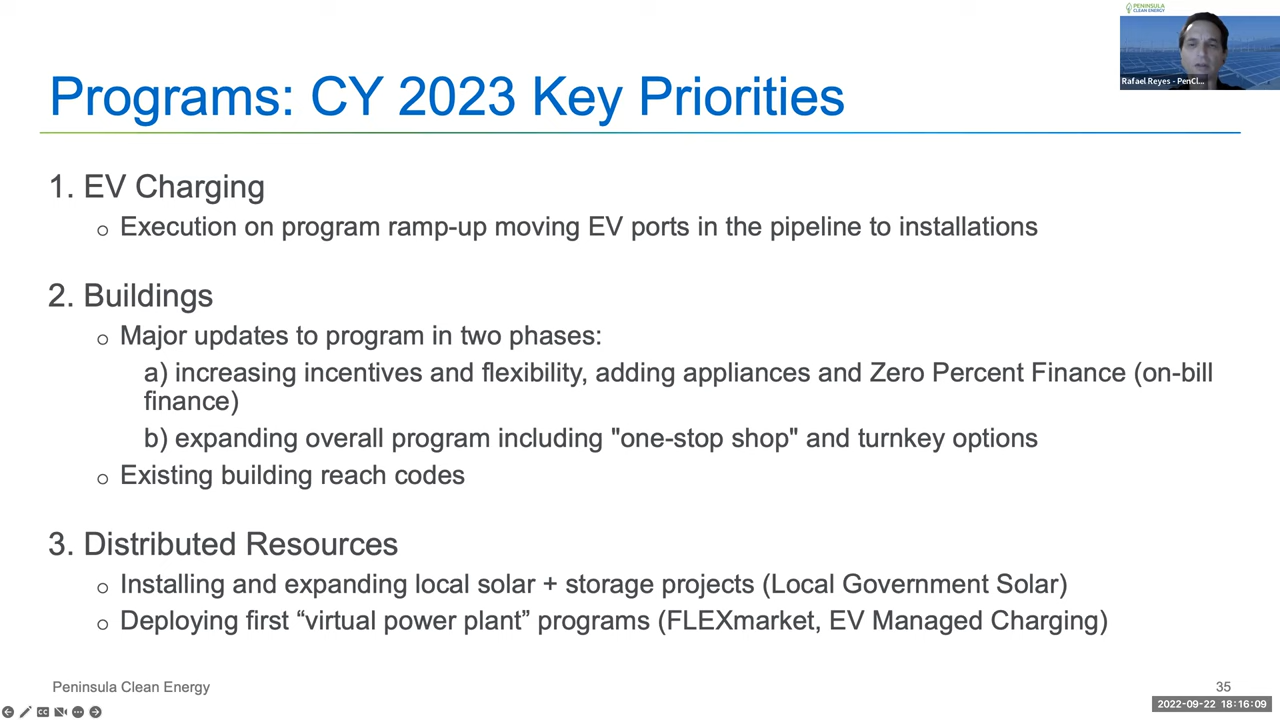 PENINSULA
CLEAN ENERGY
Rafael Reyes - PenCl...
Programs: CY 2023 Key Priorities
1. EV Charging
o Execution on program ramp-up moving EV ports in the pipeline to installations
2. Buildings
o Major updates to program in two phases:
a) increasing incentives and flexibility, adding appliances and Zero Percent Finance (on-bill
finance)
b) expanding overall program including "one-stop shop" and turnkey options
o Existing building reach codes
3. Distributed Resources
o Installing and expanding local solar + storage projects (Local Government Solar)
o Deploying first “virtual power plant” programs (FLEXmarket, EV Managed Charging)
Peninsula Clean Energy
35
2022-09-22 18:16:09
CC